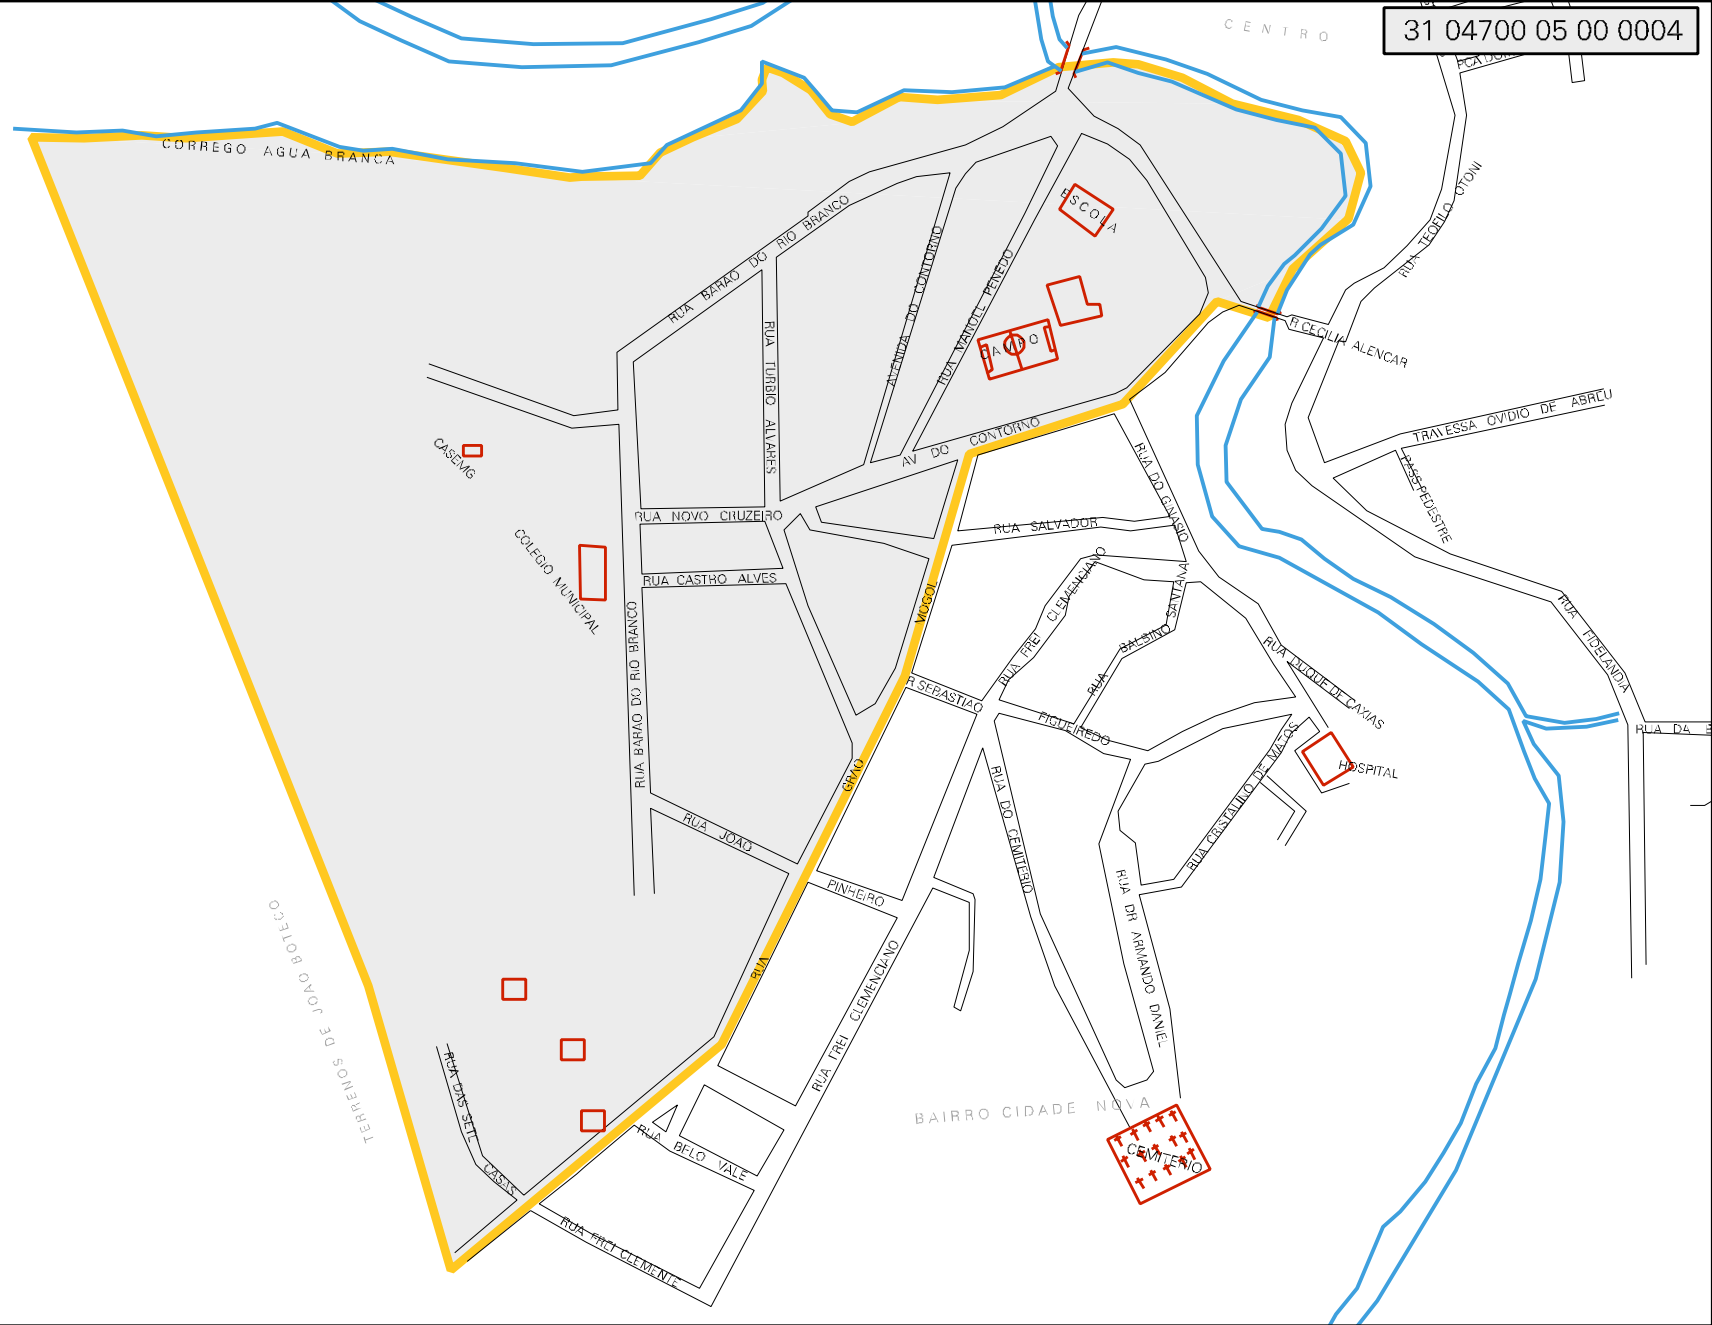 CENTRO
31 04700 05 00 0004
CORREGO AGUA BRANCA
RUA TEOFILO OTONI
ESCOLA
RUA BARAO DO RIO BRANCO
AVENIDA DO CONTORNO
RUA MANOEL PENEDO
RUA TURBIO ALVARES
CAMPO
R CECILIA ALENCAR
TRAVESSA OVIDIO DE ABREU
PASS PEDESTRE
CASEMG
AV DO CONTORNO
RUA DO GINASIO
RUA NOVO CRUZEIRO
RUA SALVADOR
COLEGIO MUNICIPAL
RUA CASTRO ALVES
RUA FREI CLEMENCIANO
RUA BALBINO SANTANA
RUA FIDELANDIA
RUA BARAO DO RIO BRANCO
RUA GRAO MOGOL
R SEBASTIAO FIGUEIREDO
RUA DUQUE DE CAXIAS
RUA DA
HOSPITAL
RUA CRISTALINO DE MATOS
RUA DO CEMITERIO
RUA JOAO PINHEIRO
RUA DR ARMANDO DANIEL
TERRENOS DE JOAO BOTECO
RUA FREI CLEMENCIANO
RUA DAS SETE CASAS
BAIRRO CIDADE NOVA
RUA BELO VALE
CEMITERIO
RUA FREI CLEMENTE